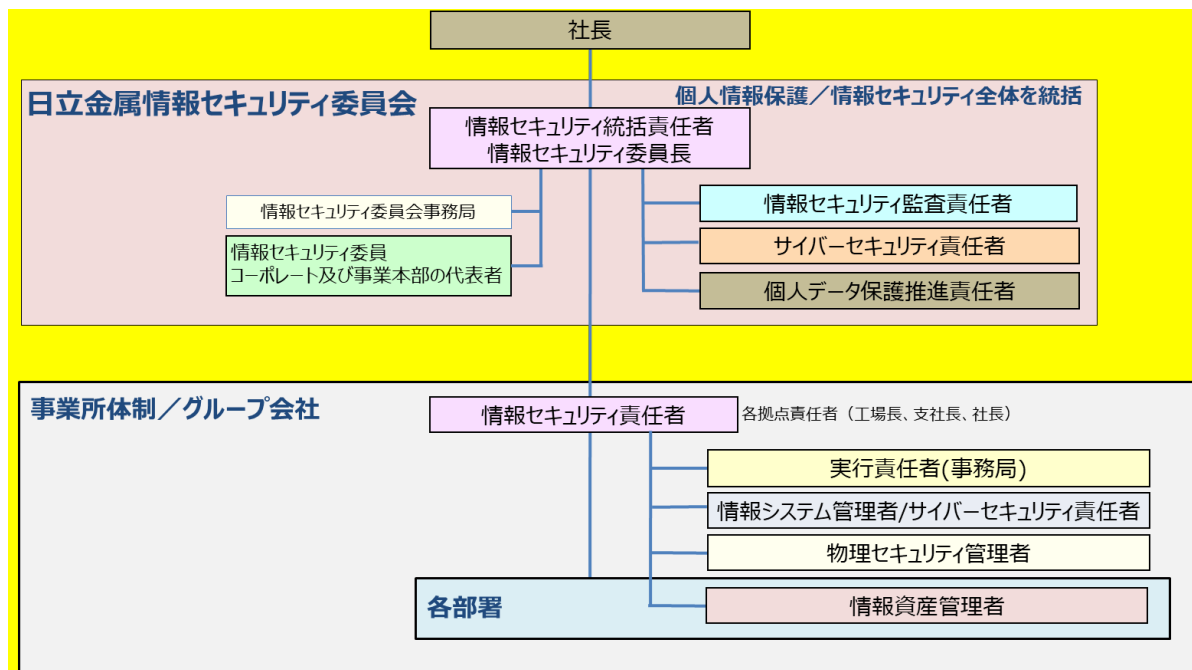 社長
日立金属情報セキュリティ委員会
個人情報保護／情報セキュリティ全体を統括
情報セキュリティ統括責任者
情報セキュリティ委員長
情報セキュリティ委員会事務局
情報セキュリティ委員
コーポレート及び事業本部の代表者
情報セキュリティ監査責任者
サイバーセキュリティ責任者
個人データ保護推進責任者
事業所体制／グループ会社
情報セキュリティ責任者
各拠点責任者（工場長、支社長、社長）
実行責任者(事務局)
情報システム管理者/サイバーセキュリティ責任者
物理セキュリティ管理者
各部署
情報資産管理者